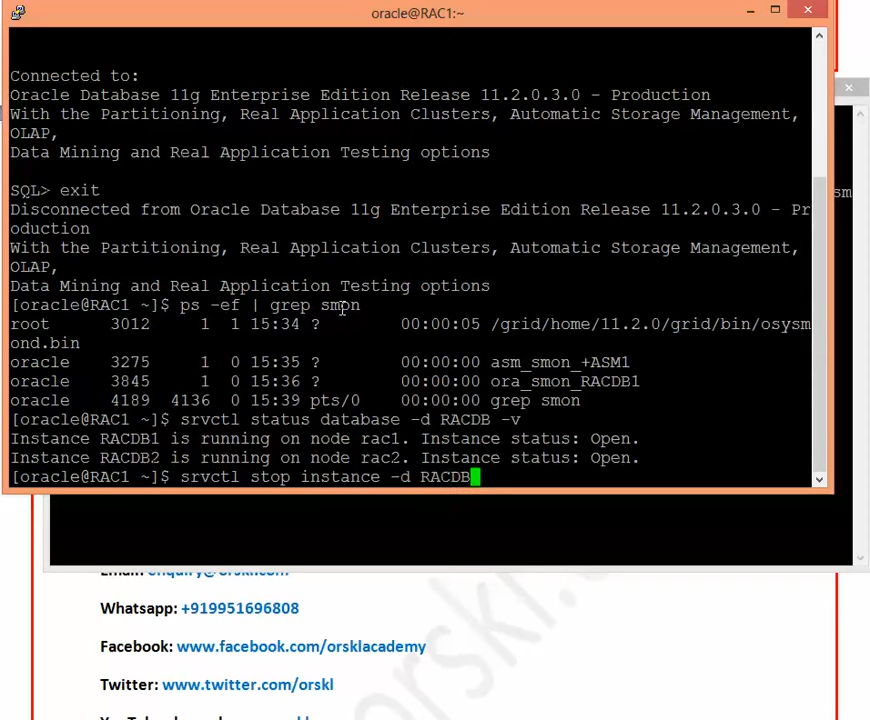 oracle@RAC1:~
Connected to:
Oracle Database 11g Enterprise Edition Release 11.2.0.3.0 - Production
With the Partitioning, Real Application Clusters, Automatic Storage Management,
OLAP,
Data Mining and Real Application Testing options
SQL> exit
Disconnected from Oracle Database 11g Enterprise Edition Release 11.2.0.3.0 - Pr
oduction
With the Partitioning, Real Application Clusters, Automatic Storage Management,
OLAP,
Data Mining and Real Application Testing options
[oracle@RAC1 ~]$ ps -ef | grep smon
root 3012 1 1 15:34 ? 00:00:05 /grid/home/11.2.0/grid/bin/osysm
ond.bin
oracle 3275 1 0 15:35 ? 00:00:00 asm_smon_+ASM1
oracle 3845 1 0 15:36 ? 00:00:00 ora_smon_RACDB1
oracle 4189 4136 0 15:39 pts/0 00:00:00 grep smon
[oracle@RAC1 ~]$ srvctl status database -d RACDB -v
Instance RACDB1 is running on node rac1. Instance status: Open.
Instance RACDB2 is running on node rac2. Instance status: Open.
[oracle@RAC1 ~]$ srvctl stop instance -d RACDB
sm
Whatsapp: +919951696808
Facebook: www.facebook.com/orsklacademy
Twitter: www.twitter.com/orskl